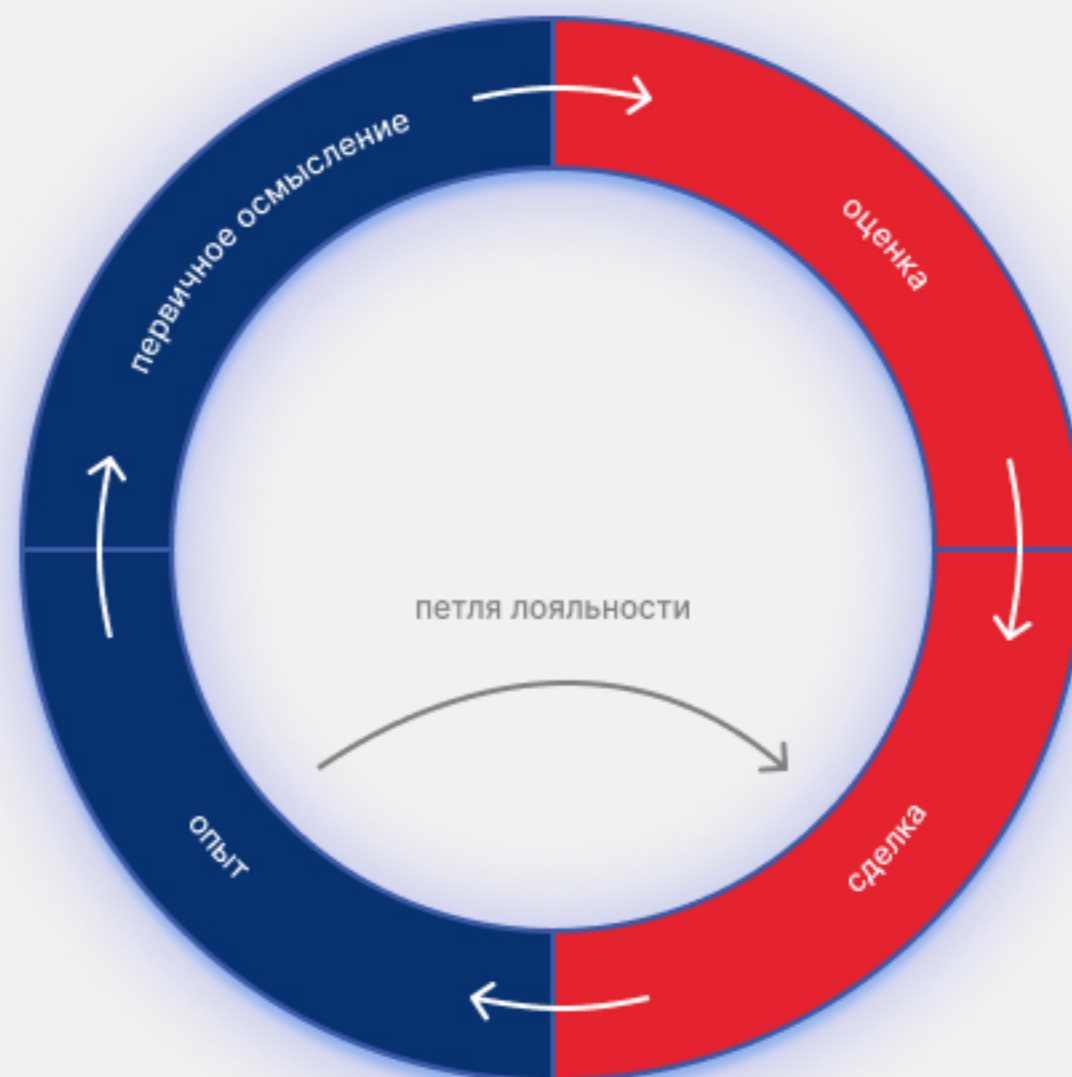 первичное осмысление
оценка
петля лояльности
опыт
сделка